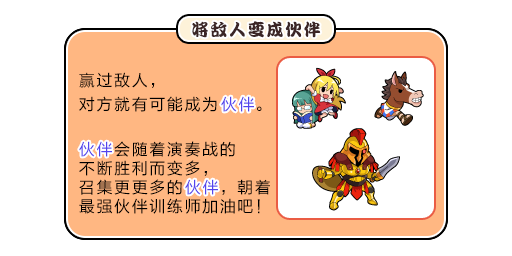 将敌人变成伙伴
赢过敌人，
对方就有可能成为伙伴。
伙伴会随着演奏战的
不断胜利而变多，
召集更更多的伙伴，朝着
最强伙伴训练师加油吧！